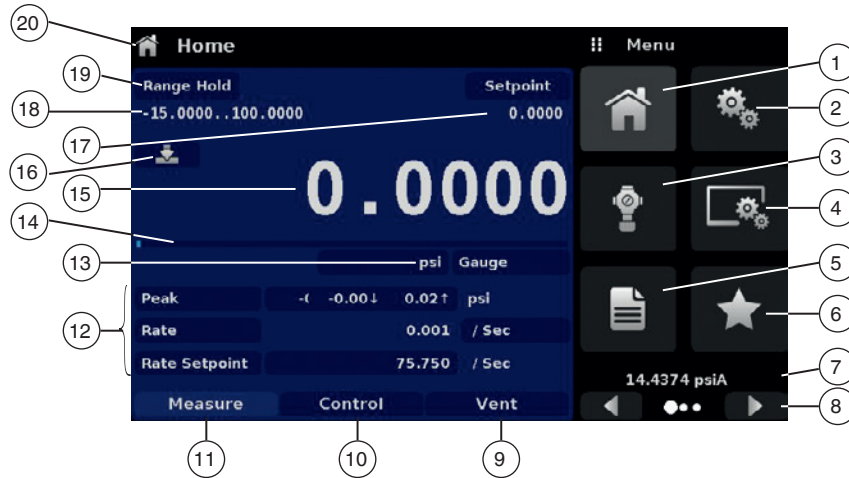 20
Home
Menu
19
Range Hold
Setpoint
1
18
-15.0000..100.0000
0.0000
17
2
16
15
0.0000
3
14
4
13
psi Gauge
5
12
Peak -( -0.00↓ 0.02↑ psi
Rate 0.001 / Sec
6
Rate Setpoint 75.750 / Sec
14.4374 psiA
7
Measure Control Vent
8
11
10
9